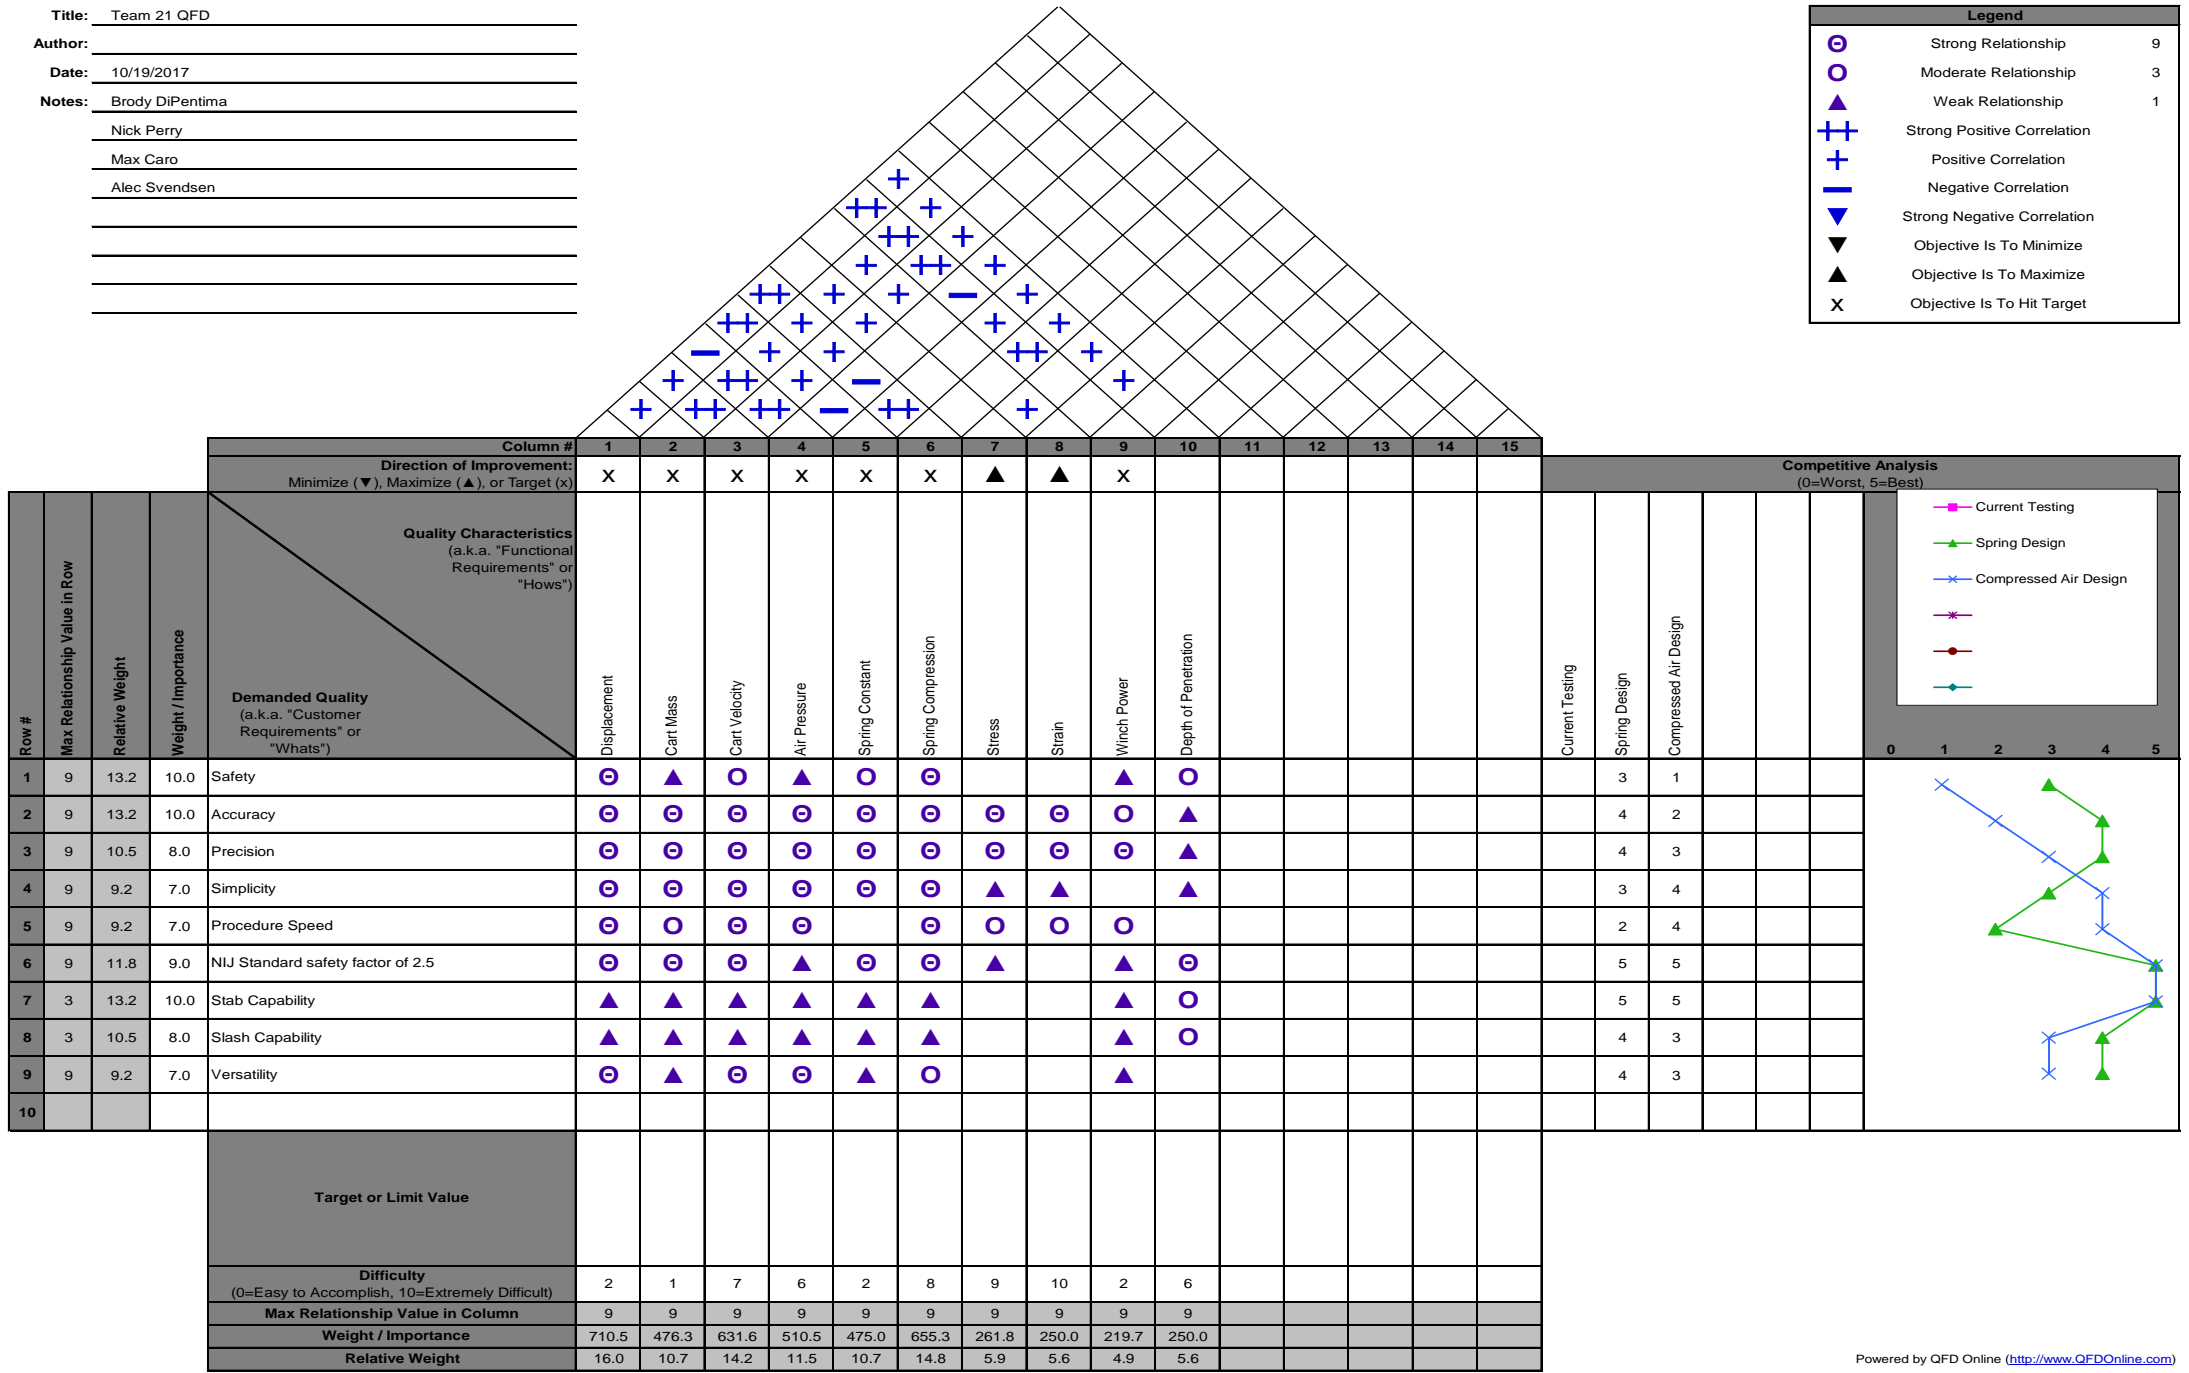 Title: Team 21 QFD
Author:
Date: 10/19/2017
Notes: Brody DiPentima
Nick Perry
Max Caro
Alec Svendsen
Legend
Θ Strong Relationship 9
Ο Moderate Relationship 3
▲ Weak Relationship 1
┼┼ Strong Positive Correlation
┼ Positive Correlation
▬ Negative Correlation
▼ Strong Negative Correlation
▼ Objective Is To Minimize
▲ Objective Is To Maximize
x Objective Is To Hit Target
Column # 1 2 3 4 5 6 7 8 9 10 11 12 13 14 15
Direction of Improvement:
Minimize (▼), Maximize (▲), or Target (x) x x x x x x ▲ ▲ x
Competitive Analysis
(0=Worst, 5=Best)
Row #
Max Relationship Value in Row
Relative Weight
Weight / Importance
Quality Characteristics
(a.k.a. "Functional
Requirements" or
"Hows")
Demanded Quality
(a.k.a. "Customer
Requirements" or
"Whats")
Displacement
Cart Mass
Cart Velocity
Air Pressure
Spring Constant
Spring Compression
Stress
Strain
Winch Power
Depth of Penetration
Current Testing
Spring Design
Compressed Air Design
Current Testing
Spring Design
Compressed Air Design
0 1 2 3 4 5
1 9 13.2 10.0 Safety Θ ▲ Ο ▲ Ο Θ ▲ Ο 3 1
2 9 13.2 10.0 Accuracy Θ Θ Θ Θ Θ Θ Θ Θ Ο ▲ 4 2
3 9 10.5 8.0 Precision Θ Θ Θ Θ Θ Θ Θ Θ Θ ▲ 4 3
4 9 9.2 7.0 Simplicity Θ Θ Θ Θ Θ Θ ▲ ▲ ▲ 3 4
5 9 9.2 7.0 Procedure Speed Θ Ο Θ Θ Θ Ο Ο Ο 2 4
6 9 11.8 9.0 NIJ Standard safety factor of 2.5 Θ Θ Θ ▲ Θ Θ ▲ ▲ Θ 5 5
7 3 13.2 10.0 Stab Capability ▲ ▲ ▲ ▲ ▲ ▲ ▲ Ο 5 5
8 3 10.5 8.0 Slash Capability ▲ ▲ ▲ ▲ ▲ ▲ ▲ Ο 4 3
9 9 9.2 7.0 Versatility Θ ▲ Θ Θ ▲ Ο ▲ 4 3
10
Target or Limit Value
Difficulty
(0=Easy to Accomplish, 10=Extremely Difficult) 2 1 7 6 2 8 9 10 2 6
Max Relationship Value in Column 9 9 9 9 9 9 9 9 9 9
Weight / Importance 710.5 476.3 631.6 510.5 475.0 655.3 261.8 250.0 219.7 250.0
Relative Weight 16.0 10.7 14.2 11.5 10.7 14.8 5.9 5.6 4.9 5.6
Powered by QFD Online (http://www.QFDOnline.com)